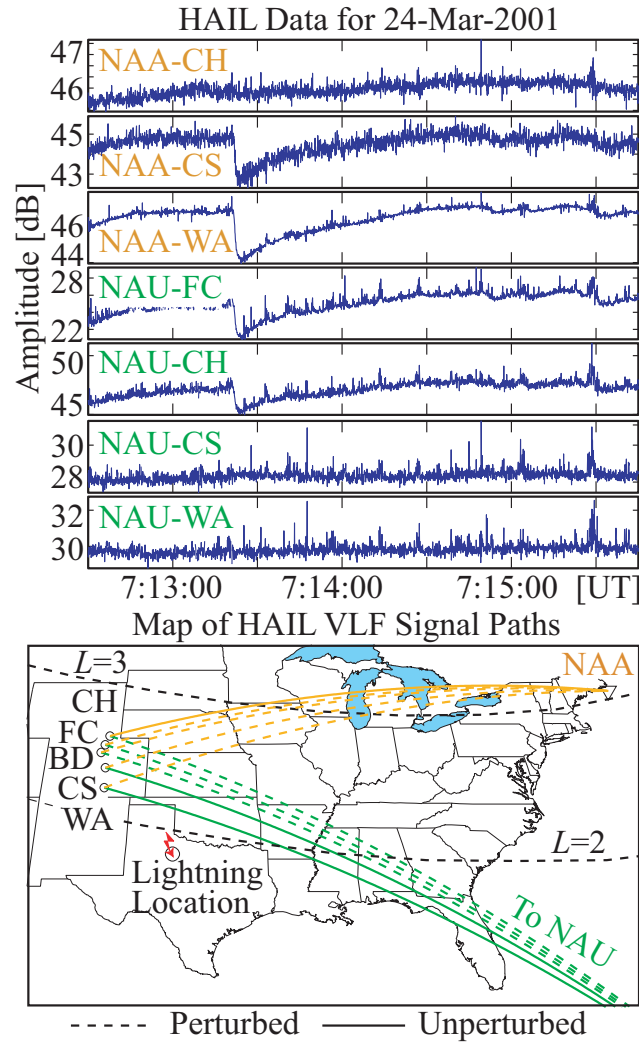 HAIL Data for 24-Mar-2001
Amplitude [dB]
47
46
NAA-CH
45
43
NAA-CS
46
44
NAA-WA
28
22
NAU-FC
50
45
NAU-CH
30
28
NAU-CS
32
30
NAU-WA
7:13:00 7:14:00 7:15:00 [UT]
Map of HAIL VLF Signal Paths
L=3
NAA
CH
FC
BD
CS
WA
L=2
Lightning
Location
To NAU
Perturbed Unperturbed